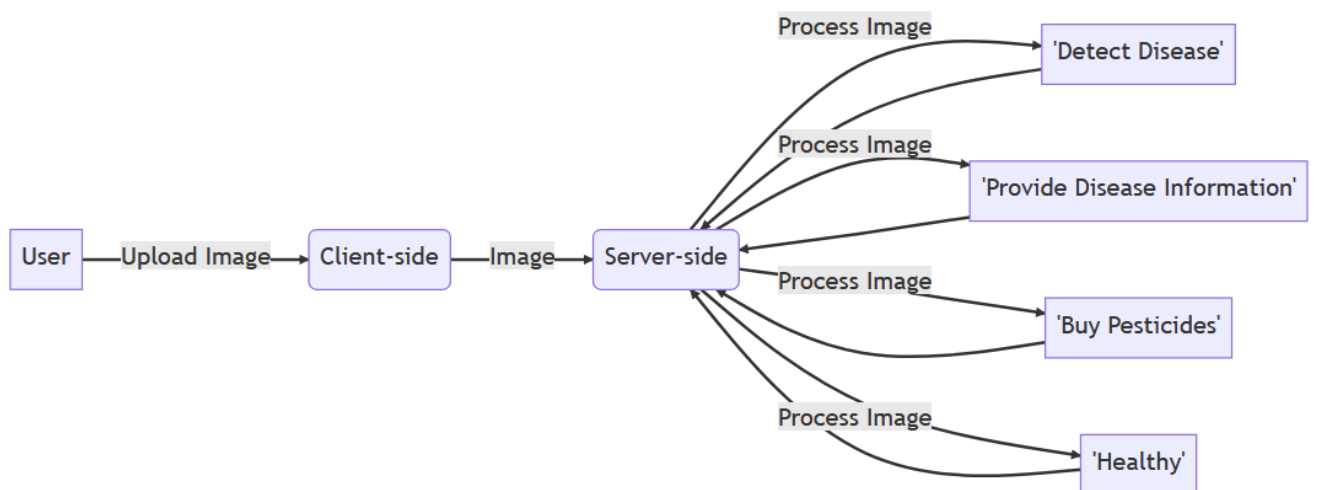 User
Upload Image
Client-side
Image
Server-side
Process Image
'Detect Disease'
Process Image
'Provide Disease Information'
Process Image
'Buy Pesticides'
Process Image
'Healthy'